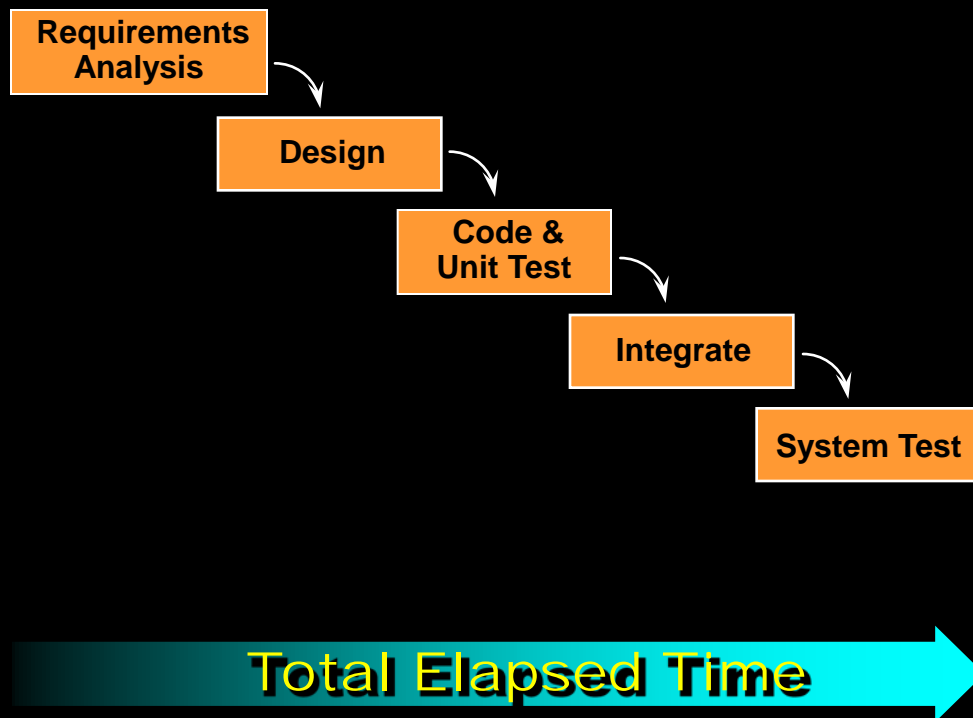 Requirements
Analysis
Design
Code &
Unit Test
Integrate
System Test
Total Elapsed Time